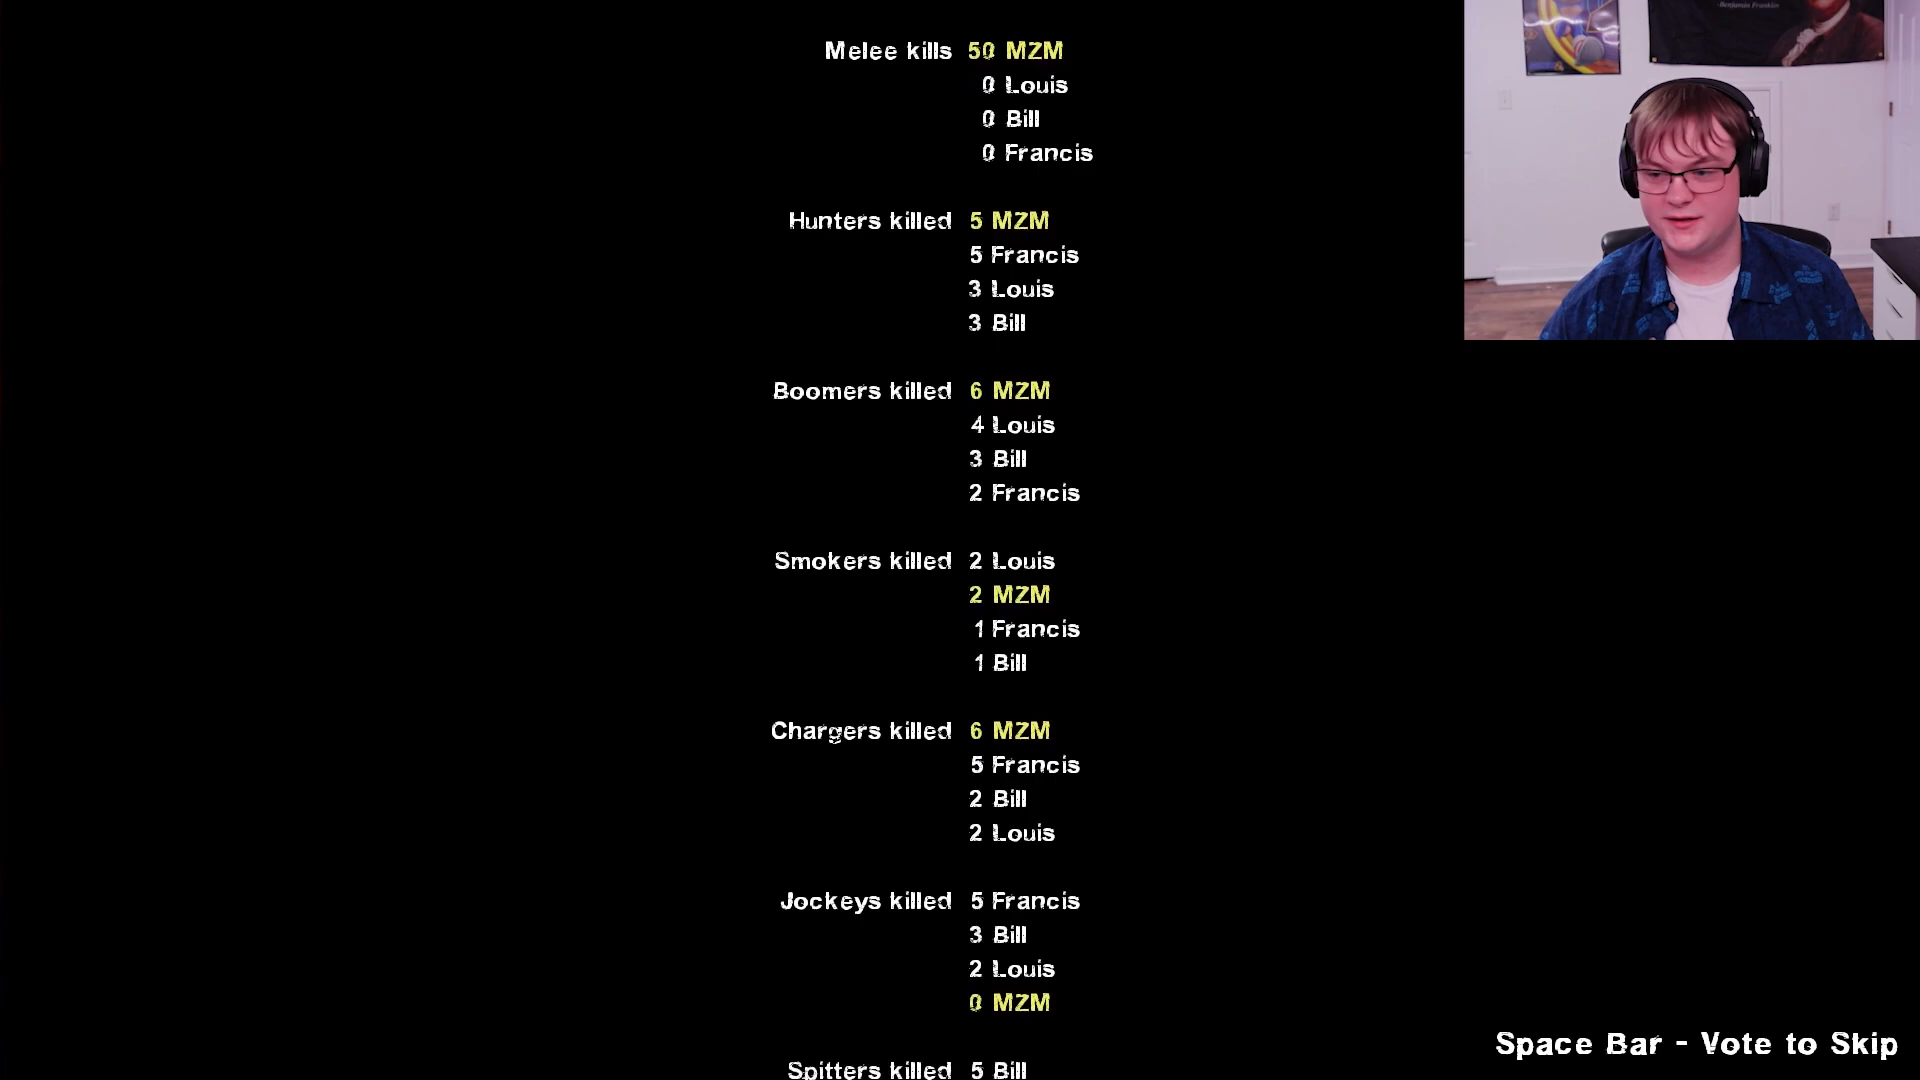 Melee kills 50 MZM
0 Louis
0 Bill
0 Francis
Hunters killed 5 MZM
5 Francis
3 Louis
3 Bill
Boomers killed 6 MZM
4 Louis
3 Bill
2 Francis
Smokers killed 2 Louis
2 MZM
1 Francis
1 Bill
Chargers killed 6 MZM
5 Francis
2 Bill
2 Louis
Jockeys killed 5 Francis
3 Bill
2 Louis
0 MZM
Spitters killed 5 Bill
-Benjamin Franklin
Space Bar - Vote to Skip